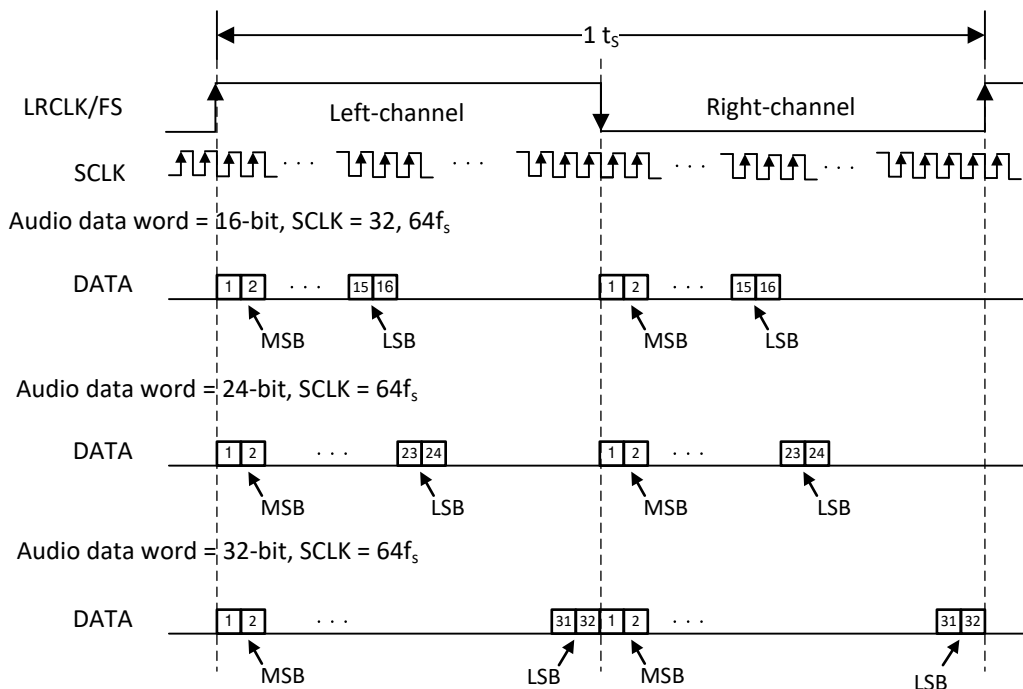 1 tS
LRCLK/FS
Left-channel
Right-channel
SCLK
· · ·
· · ·
· · ·
· · ·
Audio data word = 16-bit, SCLK = 32, 64fs
DATA
1 2 · · · 15 16 1 2 · · · 15 16
MSB LSB MSB LSB
Audio data word = 24-bit, SCLK = 64fs
DATA
1 2 · · · 23 24 1 2 · · · 23 24
MSB LSB MSB LSB
Audio data word = 32-bit, SCLK = 64fs
DATA
1 2 · · · 31 32 1 2 · · · 31 32
MSB LSB MSB LSB